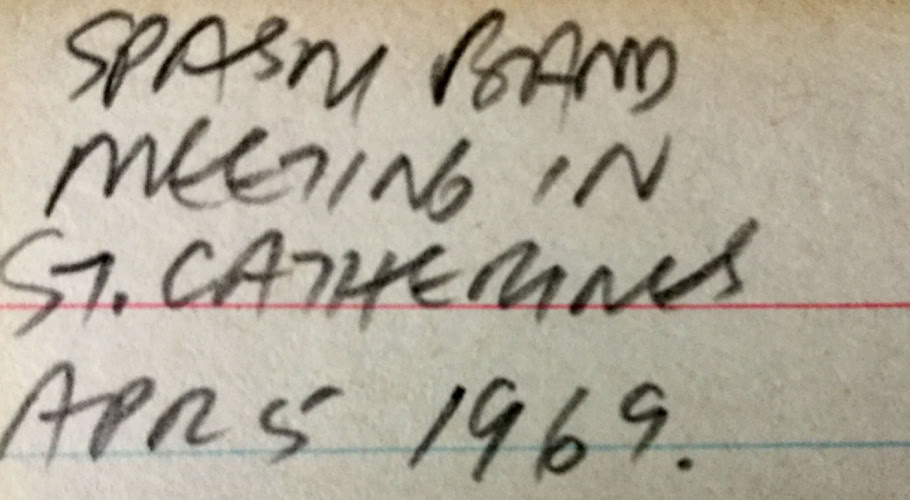 SPASM BAND
MEETING IN
ST. CATHERINES
APR 5 1969.